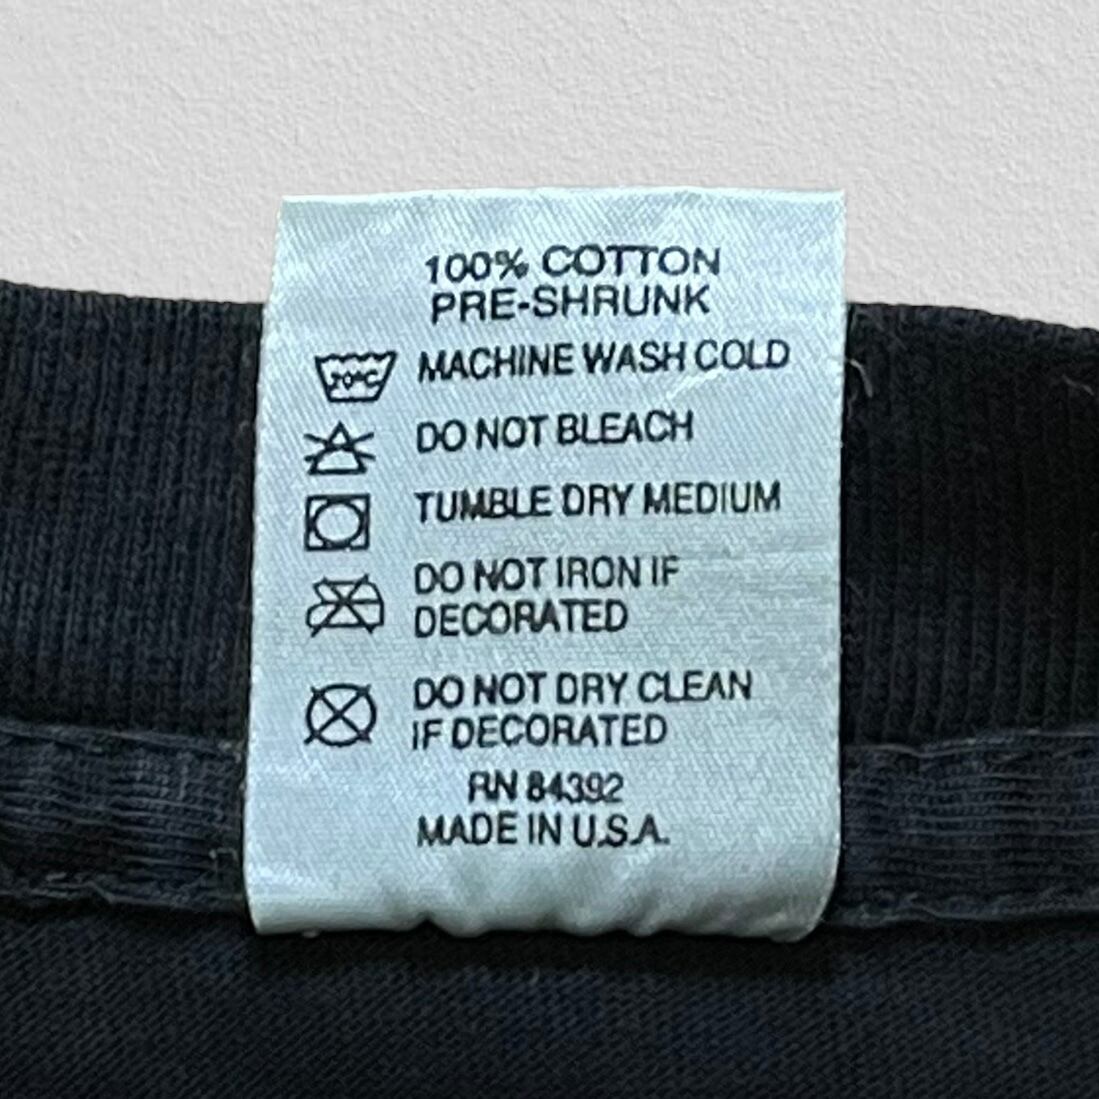 100% COTTON
PRE-SHRUNK
20°C MACHINE WASH COLD
DO NOT BLEACH
TUMBLE DRY MEDIUM
DO NOT IRON IF
DECORATED
DO NOT DRY CLEAN
IF DECORATED
RN 84392
MADE IN U.S.A.